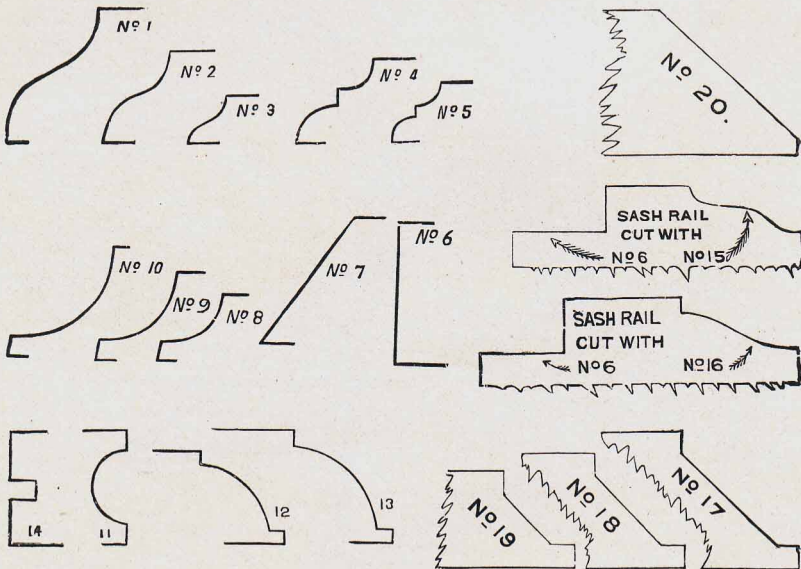 Nº 1
Nº 2
Nº 3
Nº 4
Nº 5
Nº 20.
SASH RAIL
CUT WITH
Nº 6 Nº 15
Nº 10
Nº 9
Nº 8
Nº 7
Nº 6
SASH RAIL
CUT WITH
Nº 6 Nº 16
14
11
12
13
Nº 19
Nº 18
Nº 17